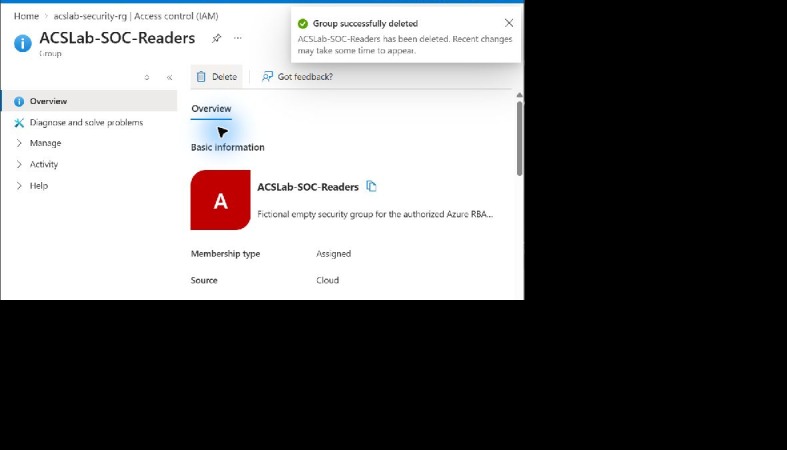 Home > acslab-security-rg | Access control (IAM)
ACSLab-SOC-Readers
Group
Group successfully deleted
ACSLab-SOC-Readers has been deleted. Recent changes
may take some time to appear.
Delete
Got feedback?
Overview
Diagnose and solve problems
Manage
Activity
Help
Overview
Basic information
A
ACSLab-SOC-Readers
Fictional empty security group for the authorized Azure RBA...
Membership type Assigned
Source Cloud